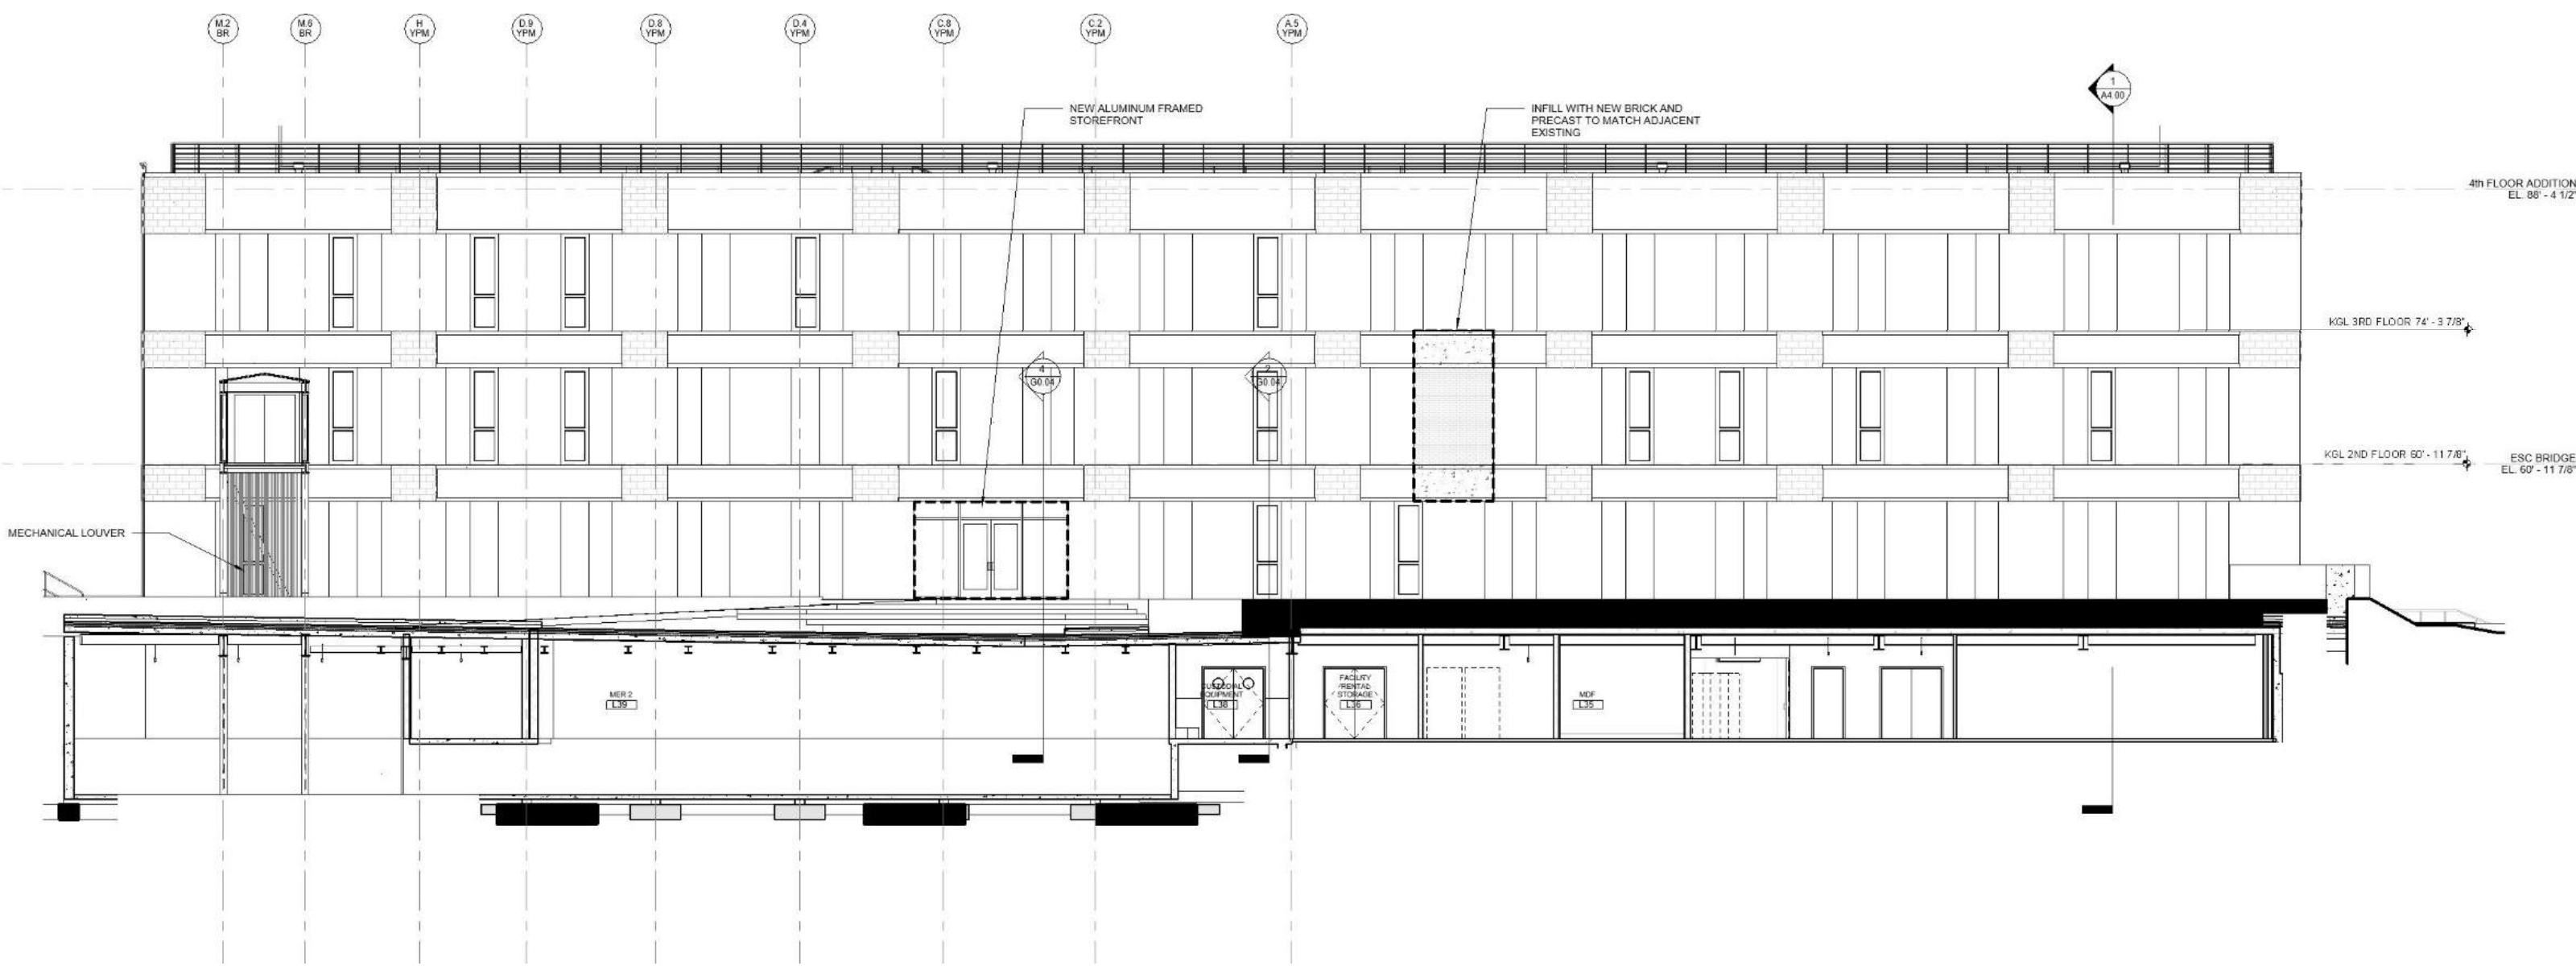 M.2
BR
M.6
BR
H
YPM
D.9
YPM
D.8
YPM
D.4
YPM
C.8
YPM
C.2
YPM
A.5
YPM
1
A4.00
NEW ALUMINUM FRAMED
STOREFRONT
INFILL WITH NEW BRICK AND
PRECAST TO MATCH ADJACENT
EXISTING
4th FLOOR ADDITION
EL. 88' - 4 1/2"
KGL 3RD FLOOR 74' - 3 7/8"
4
G0.04
2
G0.04
KGL 2ND FLOOR 60' - 11 7/8"
ESC BRIDGE
EL. 60' - 11 7/8"
MECHANICAL LOUVER
MER 2
L39
CUSTODIAL
EQUIPMENT
L38
FACILITY
RENTAL
STORAGE
L36
MDF
L35